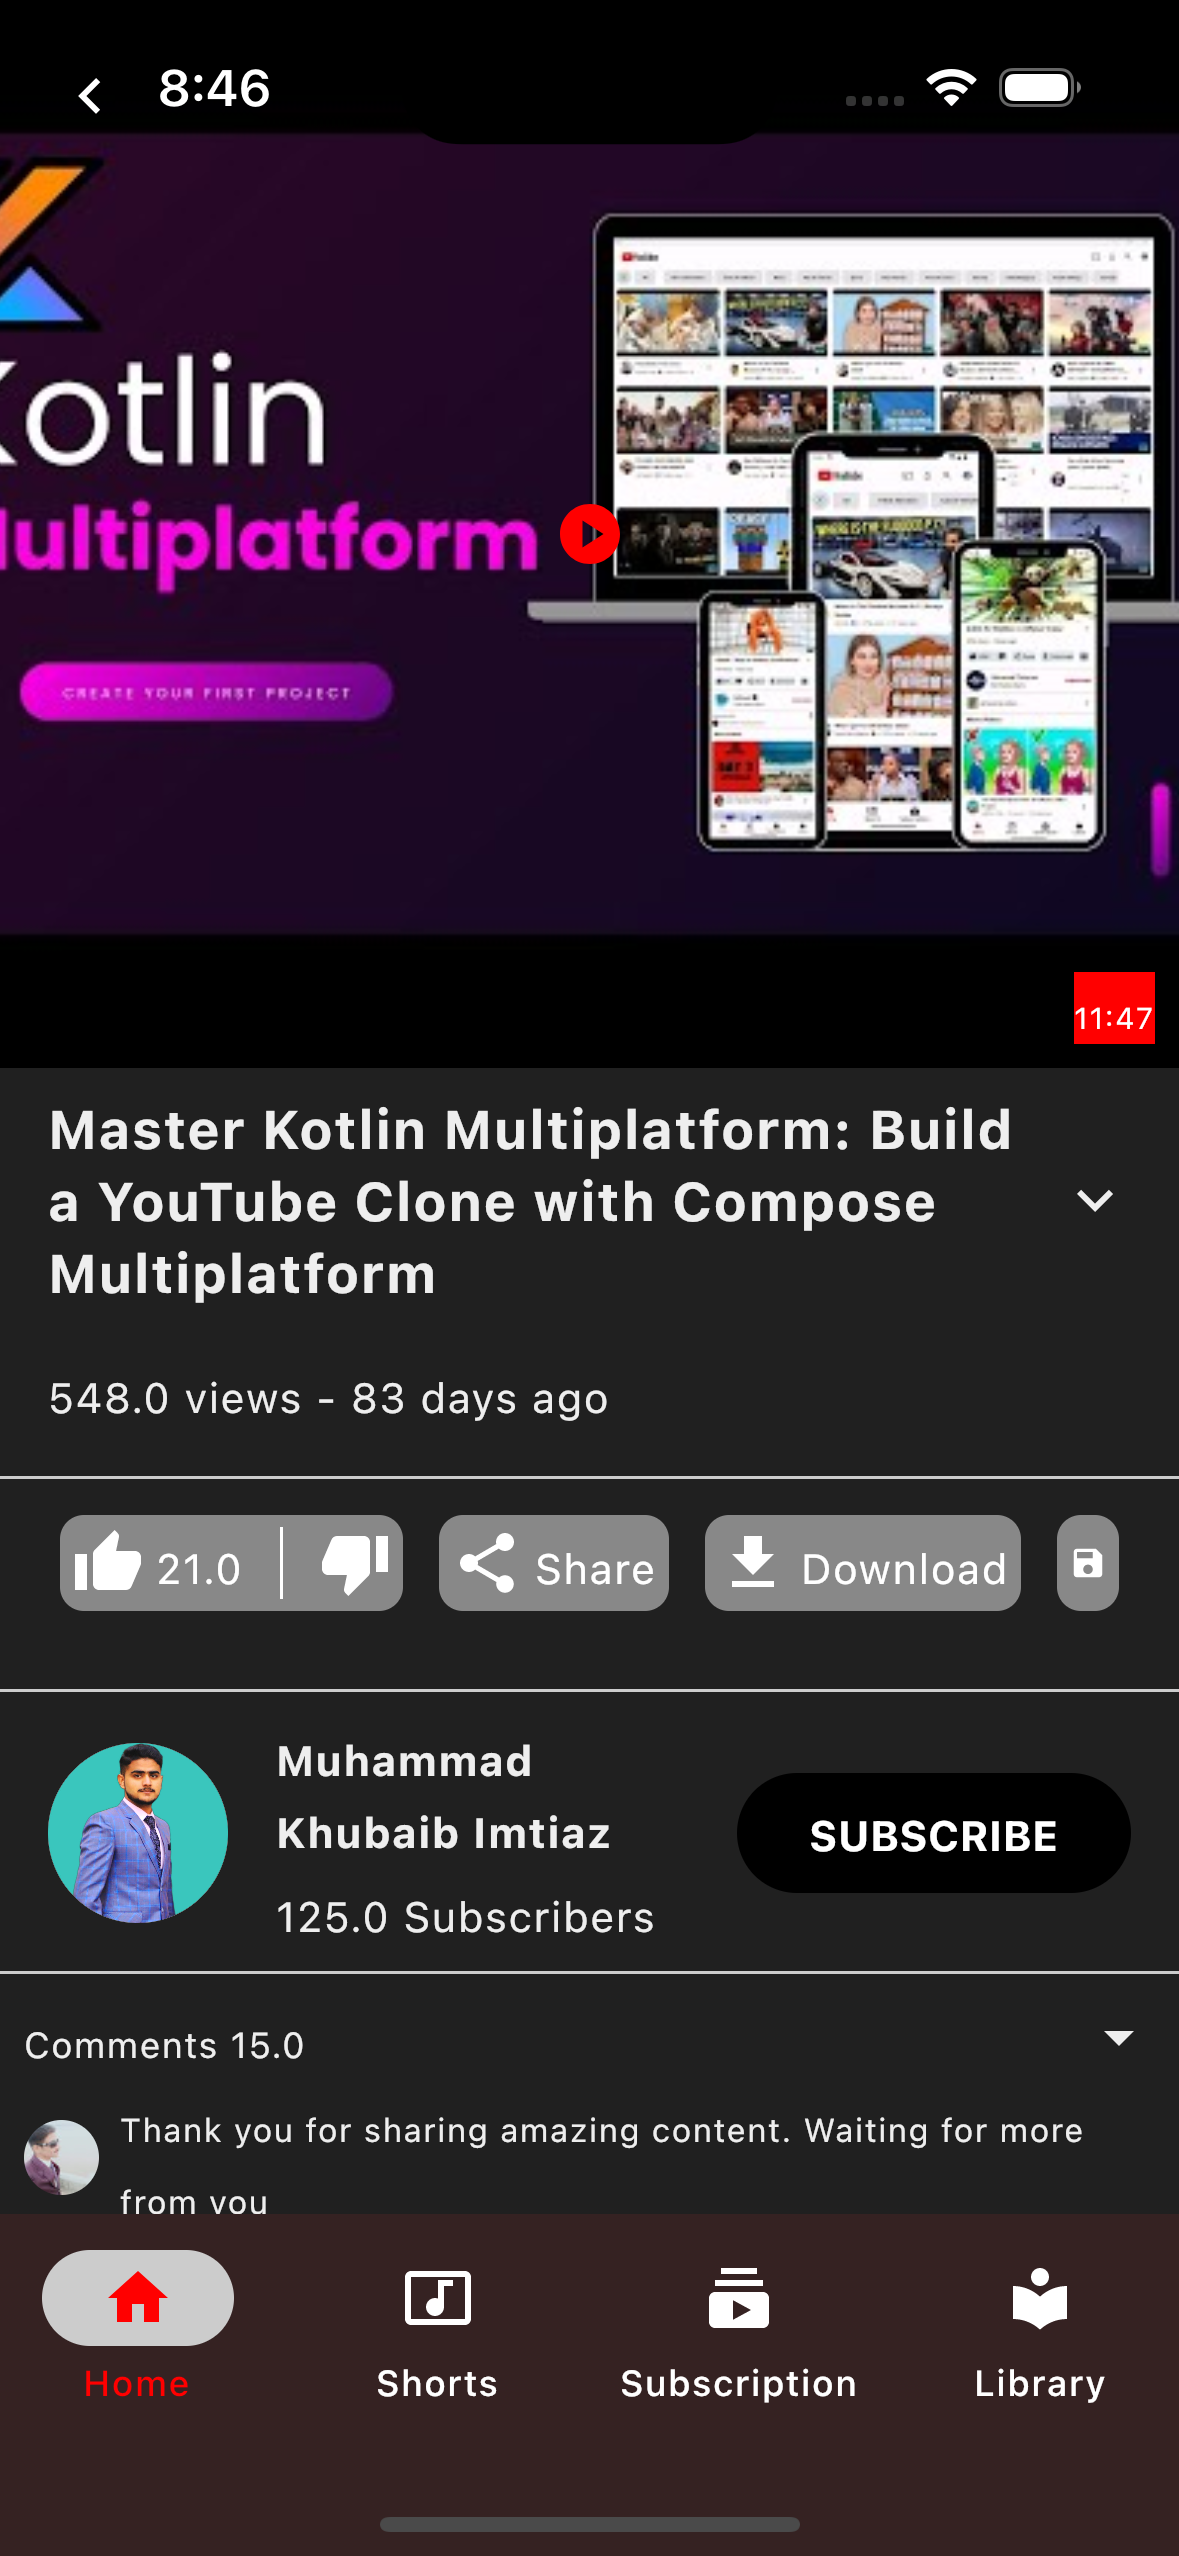 8:46
otlin
ultiplatform
CREATE YOUR FIRST PROJECT
11:47
Master Kotlin Multiplatform: Build
a YouTube Clone with Compose
Multiplatform
548.0 views - 83 days ago
21.0
Share
Download
Muhammad
Khubaib Imtiaz
125.0 Subscribers
SUBSCRIBE
Comments 15.0
Thank you for sharing amazing content. Waiting for more
from you
Home
Shorts
Subscription
Library